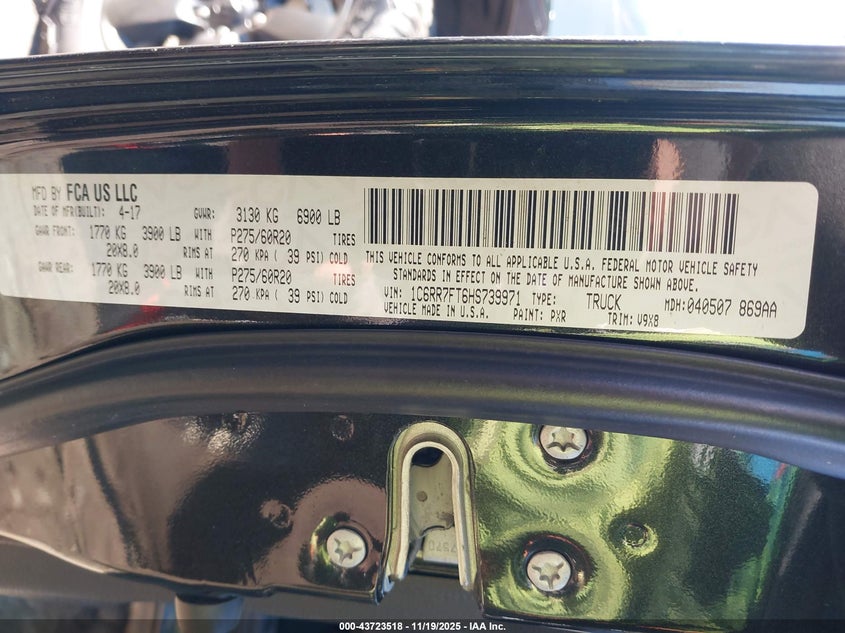 MFD BY FCA US LLC
DATE OF MFR(BUILT): 4-17 GVWR: 3130 KG 6900 LB
GWAR FRONT: 1770 KG 3900 LB WITH P275/60R20 TIRES
20X8.0 RIMS AT 270 KPA ( 39 PSI) COLD
GWAR REAR: 1770 KG 3900 LB WITH P275/60R20 TIRES
20X8.0 RIMS AT 270 KPA ( 39 PSI) COLD
THIS VEHICLE CONFORMS TO ALL APPLICABLE U.S.A. FEDERAL MOTOR VEHICLE SAFETY
STANDARDS IN EFFECT ON THE DATE OF MANUFACTURE SHOWN ABOVE.
VIN: 1C6RR7FT6HS739971 TYPE: TRUCK MDH: 040507 869AA
VEHICLE MADE IN U.S.A. PAINT: PXR TRIM: V9X8
000-43723518 - 11/19/2025 - IAA Inc.